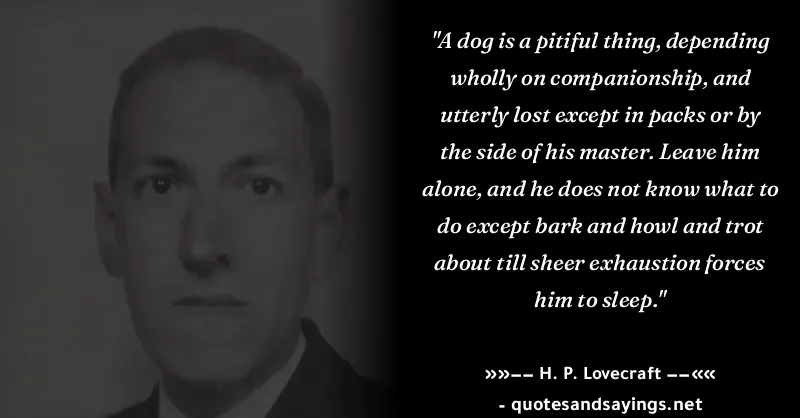 "A dog is a pitiful thing, depending
wholly on companionship, and
utterly lost except in packs or by
the side of his master. Leave him
alone, and he does not know what to
do except bark and howl and trot
about till sheer exhaustion forces
him to sleep."
»»–– H. P. Lovecraft ––««
- quotesandsayings.net